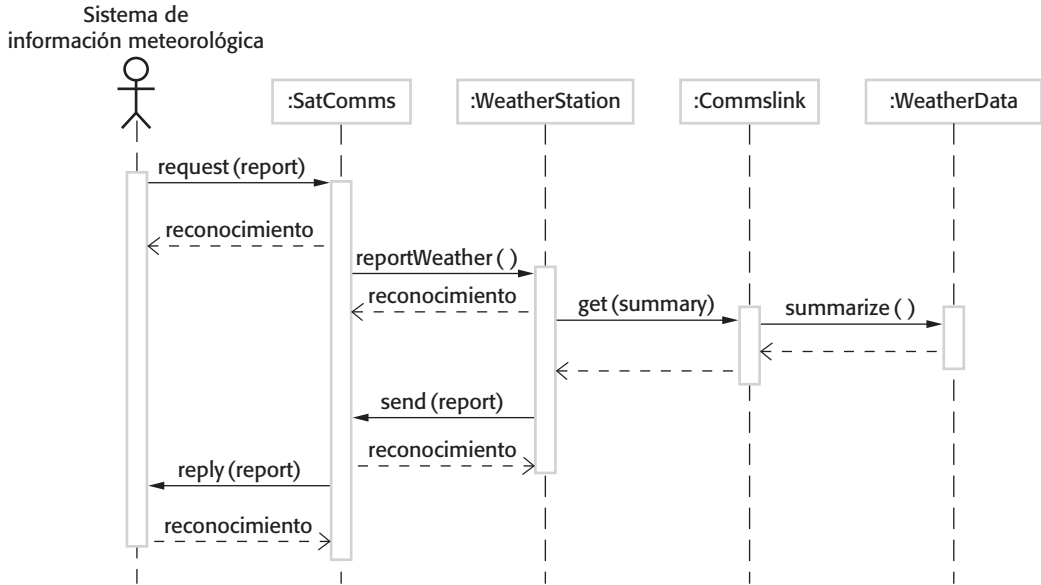 Sistema de
información meteorológica
:SatComms
:WeatherStation
:Commslink
:WeatherData
request (report)
reconocimiento
reportWeather ( )
reconocimiento
get (summary)
summarize ( )
send (report)
reconocimiento
reply (report)
reconocimiento